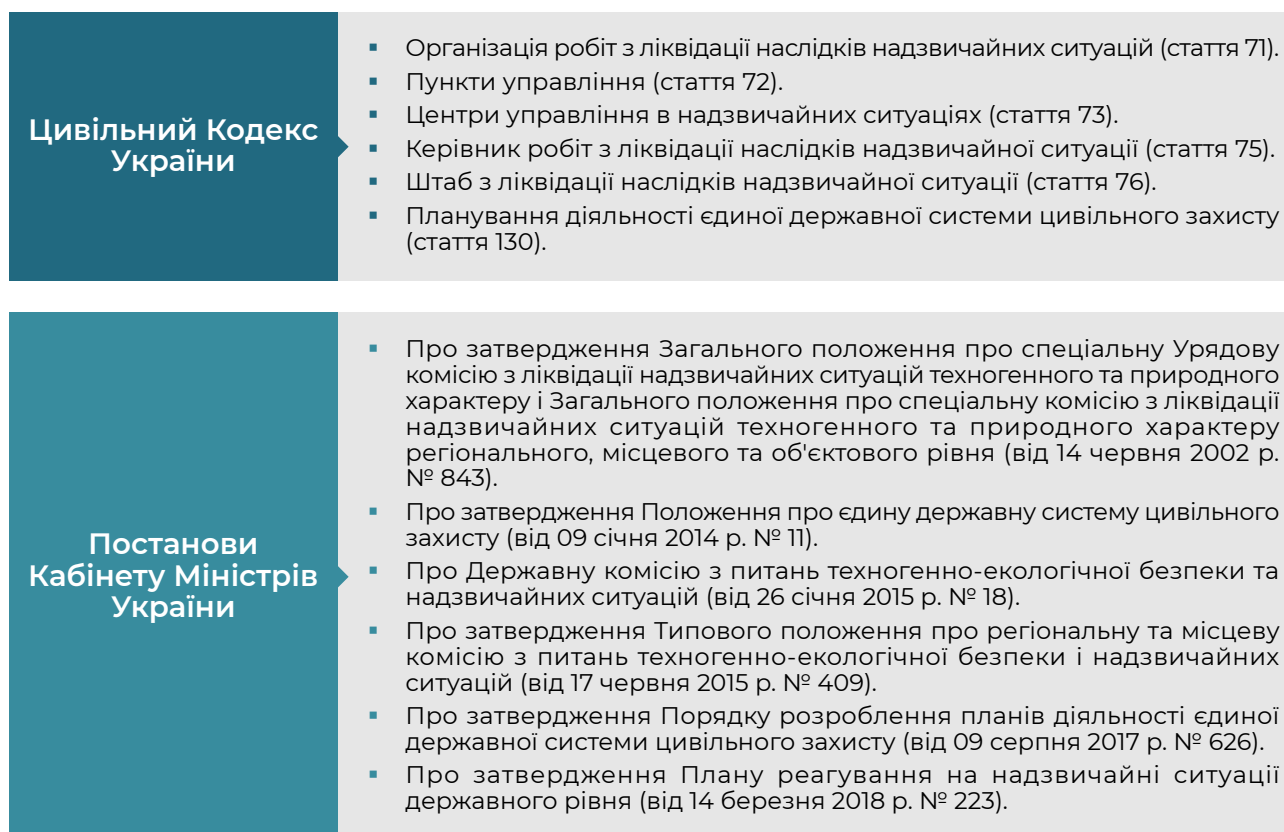 Цивільний Кодекс
України
▪ Організація робіт з ліквідації наслідків надзвичайних ситуацій (стаття 71).
▪ Пункти управління (стаття 72).
▪ Центри управління в надзвичайних ситуаціях (стаття 73).
▪ Керівник робіт з ліквідації наслідків надзвичайної ситуації (стаття 75).
▪ Штаб з ліквідації наслідків надзвичайної ситуації (стаття 76).
▪ Планування діяльності єдиної державної системи цивільного захисту
(стаття 130).
Постанови
Кабінету Міністрів
України
▪ Про затвердження Загального положення про спеціальну Урядову
комісію з ліквідації надзвичайних ситуацій техногенного та природного
характеру і Загального положення про спеціальну комісію з ліквідації
надзвичайних ситуацій техногенного та природного характеру
регіонального, місцевого та об'єктового рівня (від 14 червня 2002 р.
№ 843).
▪ Про затвердження Положення про єдину державну систему цивільного
захисту (від 09 січня 2014 р. № 11).
▪ Про Державну комісію з питань техногенно-екологічної безпеки та
надзвичайних ситуацій (від 26 січня 2015 р. № 18).
▪ Про затвердження Типового положення про регіональну та місцеву
комісію з питань техногенно-екологічної безпеки і надзвичайних
ситуацій (від 17 червня 2015 р. № 409).
▪ Про затвердження Порядку розроблення планів діяльності єдиної
державної системи цивільного захисту (від 09 серпня 2017 р. № 626).
▪ Про затвердження Плану реагування на надзвичайні ситуації
державного рівня (від 14 березня 2018 р. № 223).